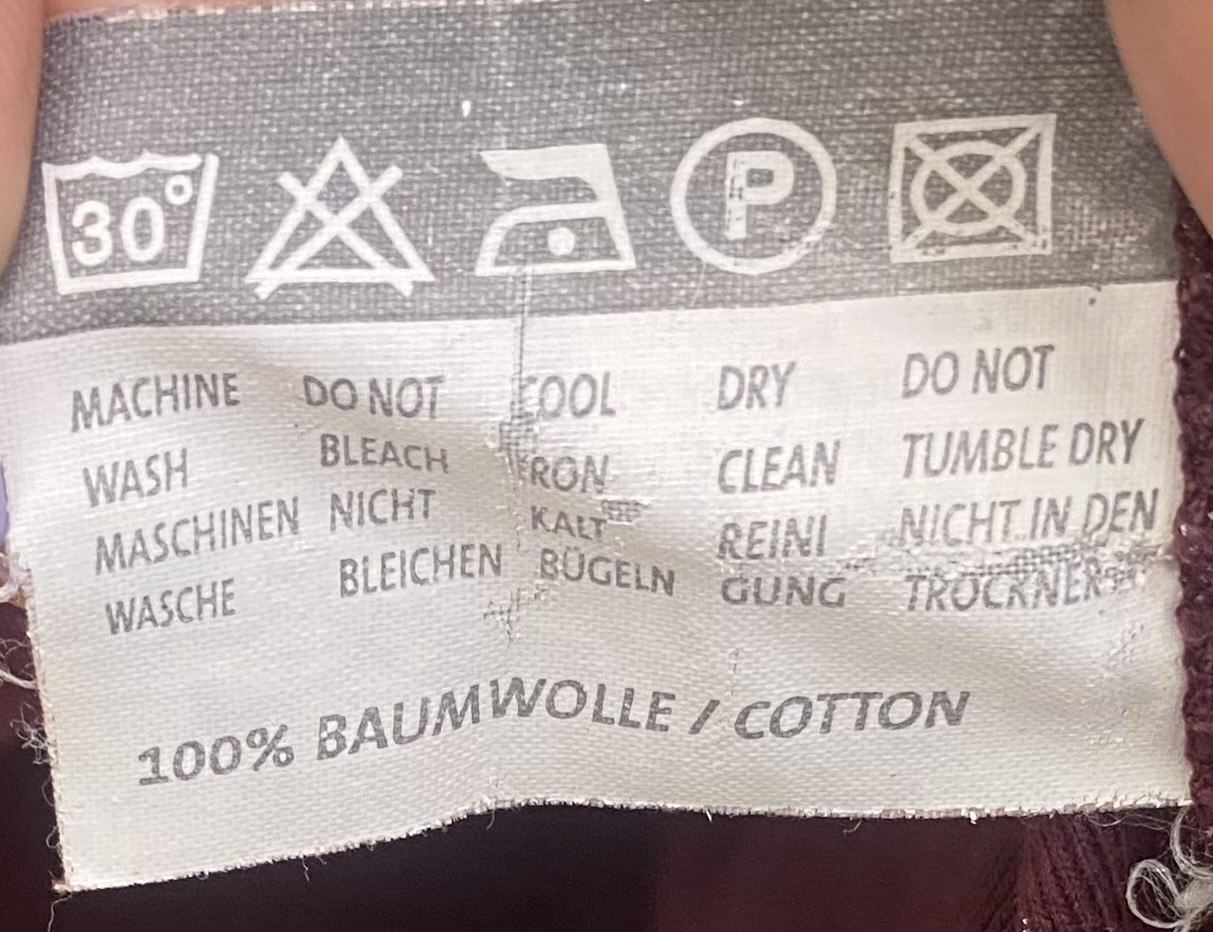 30°
P
MACHINE DO NOT COOL DRY DO NOT
WASH BLEACH IRON CLEAN TUMBLE DRY
MASCHINEN NICHT KALT REINI NICHT IN DEN
WASCHE BLEICHEN BÜGELN GUNG TROCKNER
100% BAUMWOLLE / COTTON